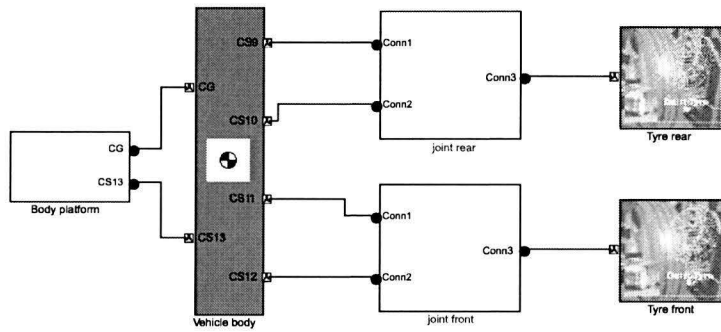 CS9
Conn1
Conn3
CG
Conn2
CS10
joint rear
Tyre rear
CG
CS13
Body platform
CS11
Conn1
CS13
Conn3
CS12
Conn2
Vehicle body
joint front
Tyre front